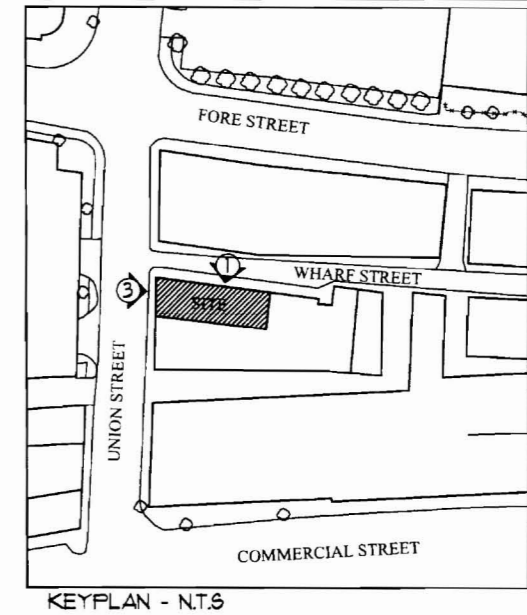 FORE STREET
1
WHARF STREET
3
SITE
UNION STREET
COMMERCIAL STREET
KEYPLAN - N.T.S